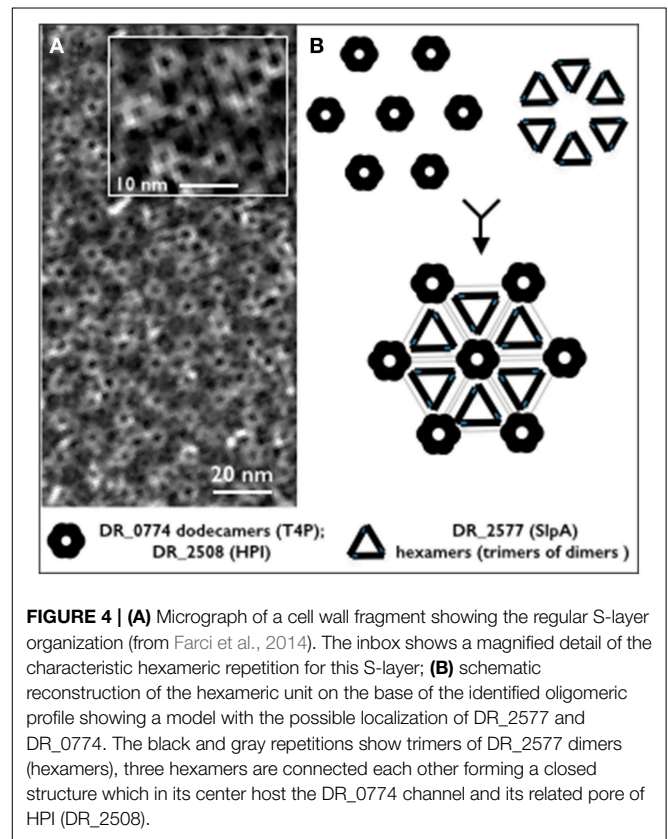 A
B
10 nm
20 nm
DR_0774 dodecamers (T4P);
DR_2508 (HPI)
DR_2577 (SlpA)
hexamers (trimers of dimers )
FIGURE 4 | (A) Micrograph of a cell wall fragment showing the regular S-layer
organization (from Farci et al., 2014). The inbox shows a magnified detail of the
characteristic hexameric repetition for this S-layer; (B) schematic
reconstruction of the hexameric unit on the base of the identified oligomeric
profile showing a model with the possible localization of DR_2577 and
DR_0774. The black and gray repetitions show trimers of DR_2577 dimers
(hexamers), three hexamers are connected each other forming a closed
structure which in its center host the DR_0774 channel and its related pore of
HPI (DR_2508).